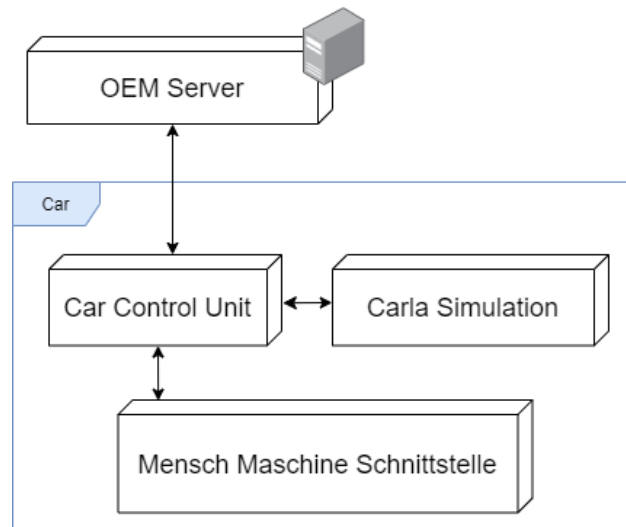 OEM Server
Car
Car Control Unit
Carla Simulation
Mensch Maschine Schnittstelle